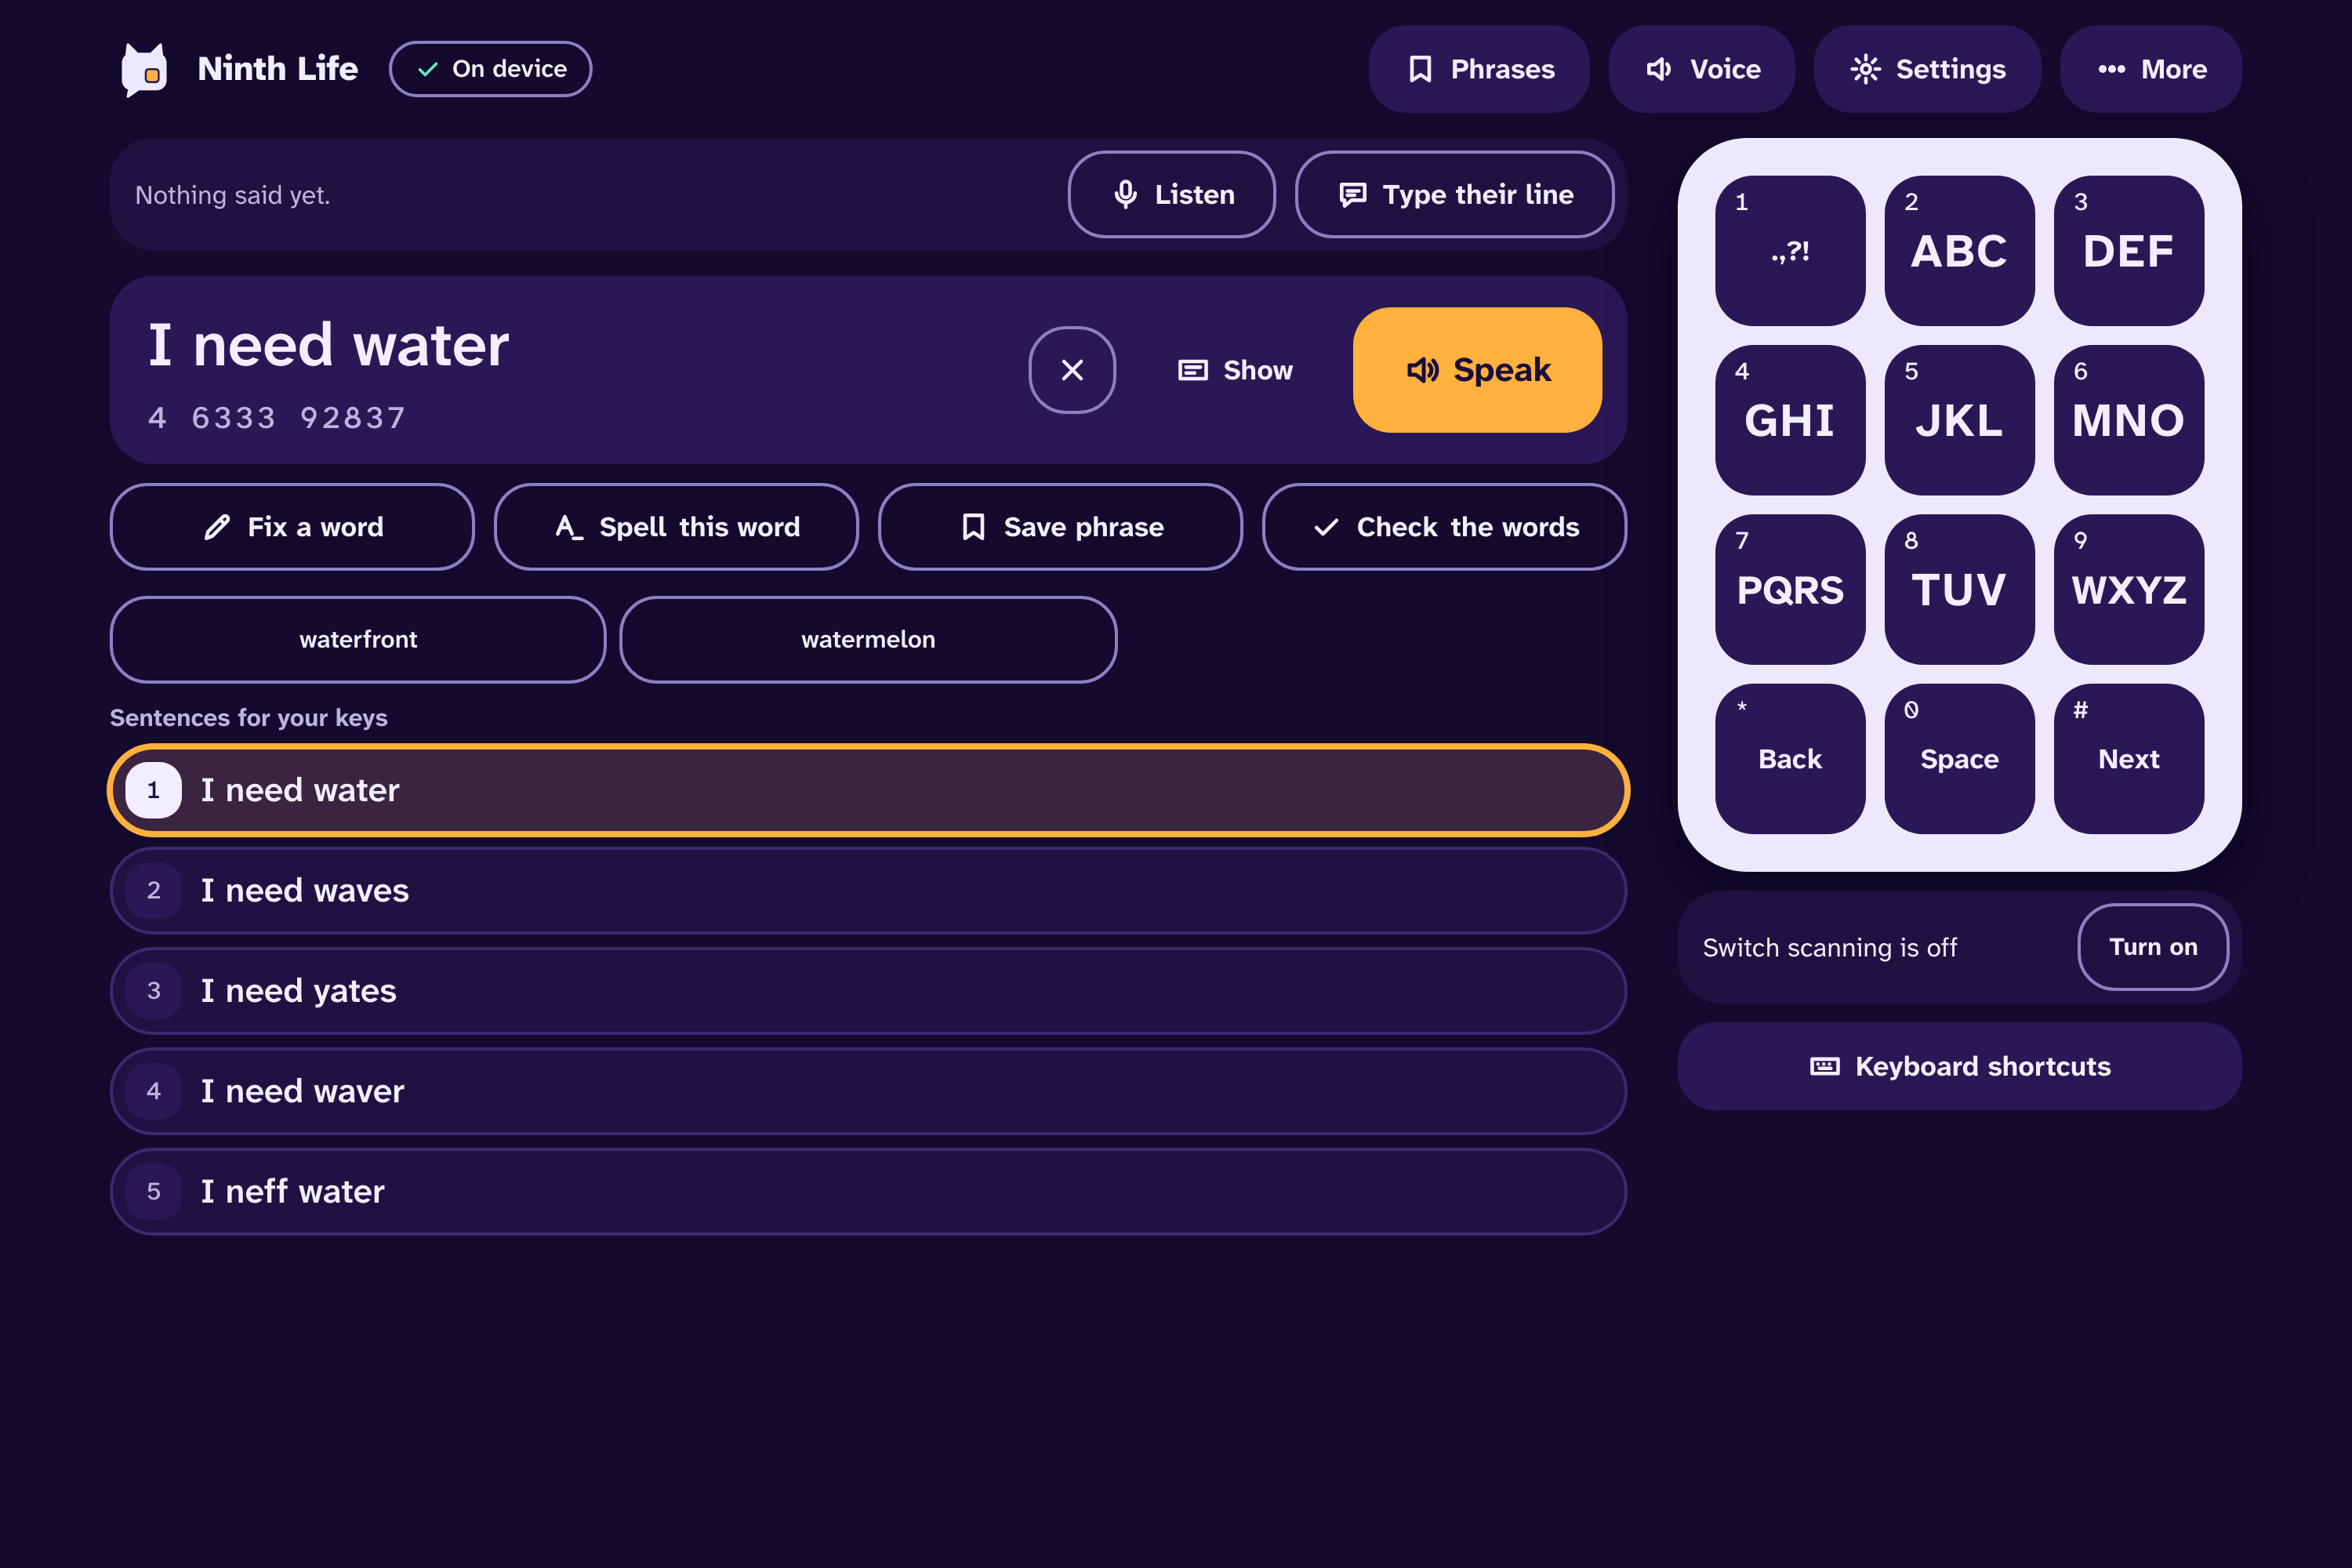 Ninth Life
On device
Phrases
Voice
Settings
More
Nothing said yet.
Listen
Type their line
I need water
4 6333 92837
Show
Speak
Fix a word
Spell this word
Save phrase
Check the words
waterfront
watermelon
Sentences for your keys
1 I need water
2 I need waves
3 I need yates
4 I need waver
5 I neff water
1 .,?!
2 ABC
3 DEF
4 GHI
5 JKL
6 MNO
7 PQRS
8 TUV
9 WXYZ
* Back
0 Space
# Next
Switch scanning is off
Turn on
Keyboard shortcuts